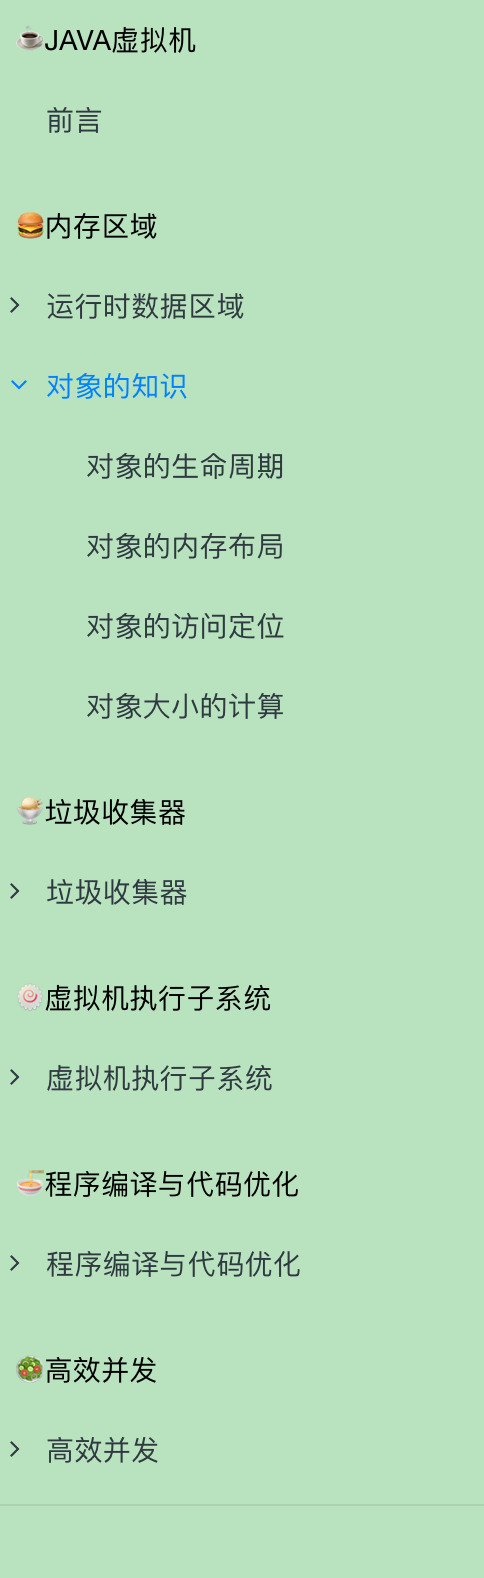 ☕JAVA虚拟机
前言
🍔内存区域
运行时数据区域
对象的知识
对象的生命周期
对象的内存布局
对象的访问定位
对象大小的计算
🍨垃圾收集器
垃圾收集器
🍥虚拟机执行子系统
虚拟机执行子系统
🍜程序编译与代码优化
程序编译与代码优化
🥗高效并发
高效并发